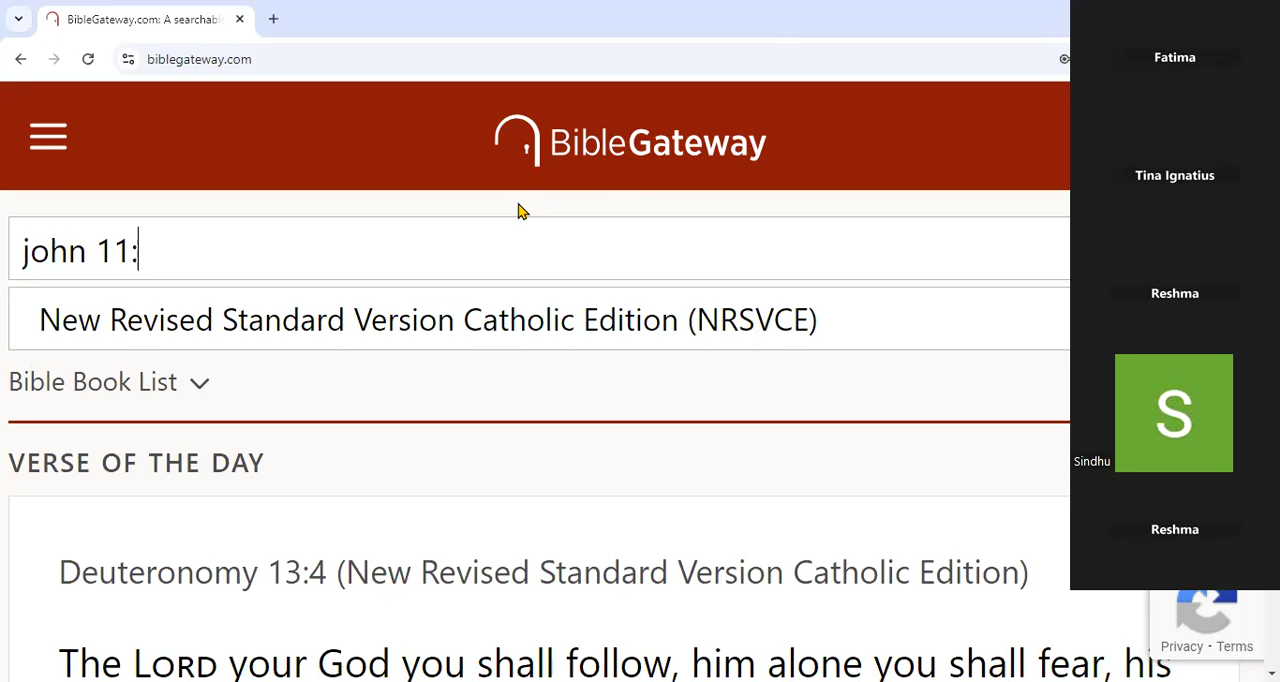 BibleGateway.com: A searchabl
biblegateway.com
BibleGateway
john 11:
New Revised Standard Version Catholic Edition (NRSVCE)
Bible Book List
VERSE OF THE DAY
Deuteronomy 13:4 (New Revised Standard Version Catholic Edition)
The LORD your God you shall follow, him alone you shall fear, his
Fatima
Tina Ignatius
Reshma
S
Sindhu
Reshma
Privacy - Terms